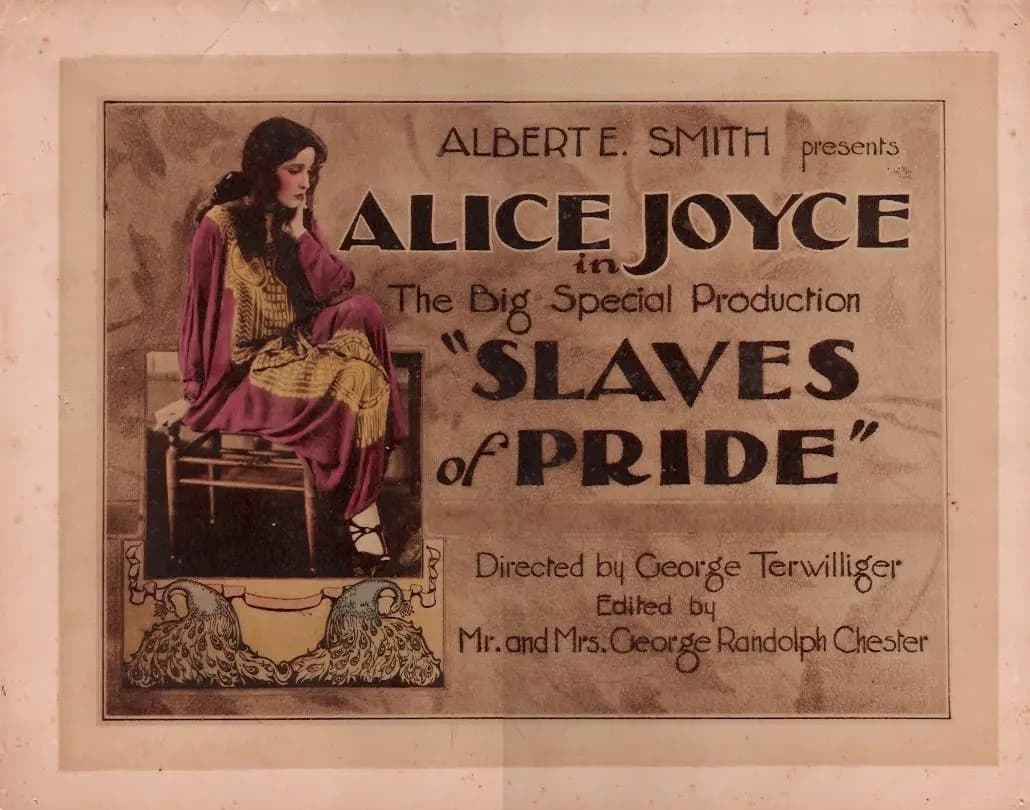 ALBERT E. SMITH presents
ALICE JOYCE
in
The Big Special Production
"SLAVES
of PRIDE"
Directed by George Terwilliger
Edited by
Mr. and Mrs. George Randolph Chester